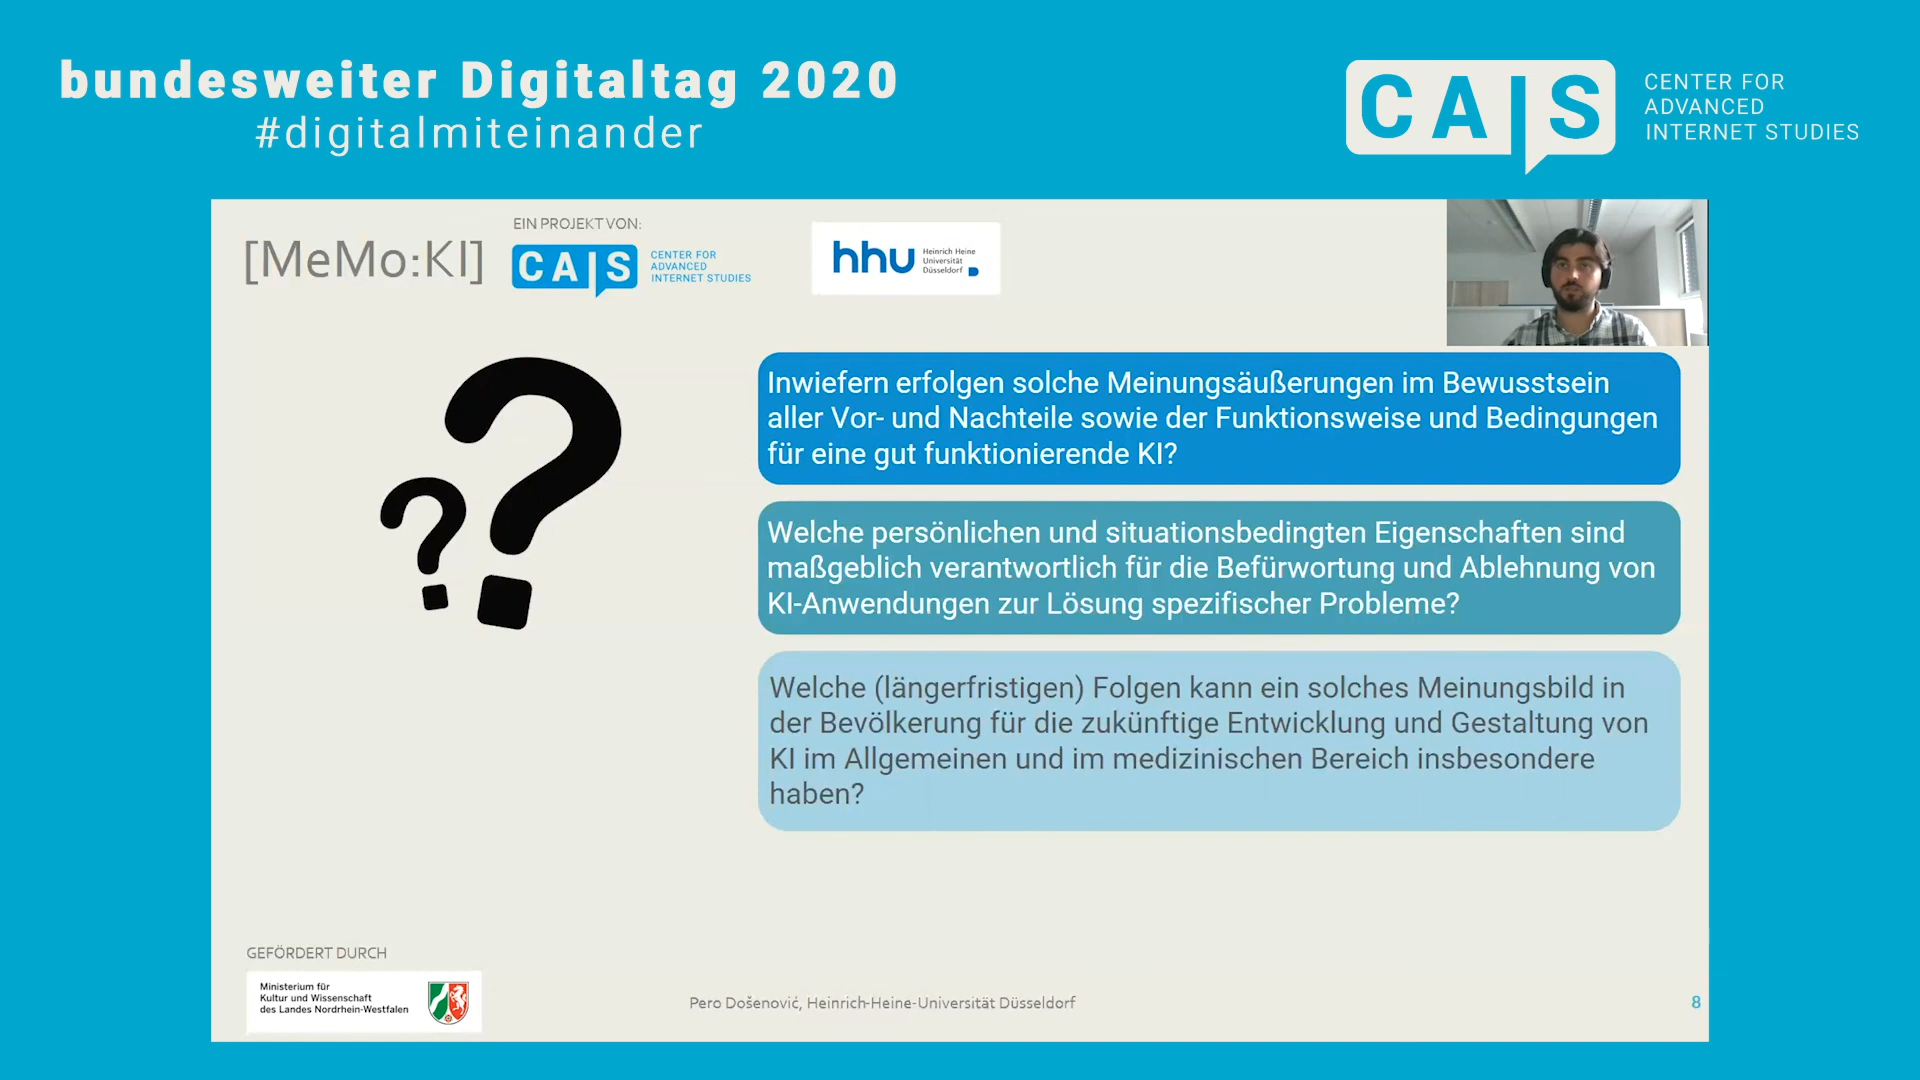 bundesweiter Digitaltag 2020
#digitalmiteinander
CAIS
CENTER FOR
ADVANCED
INTERNET STUDIES
[MeMo:KI]
EIN PROJEKT VON:
CAIS
CENTER FOR
ADVANCED
INTERNET STUDIES
hhu
Heinrich Heine
Universität
Düsseldorf
??
Inwiefern erfolgen solche Meinungsäußerungen im Bewusstsein
aller Vor- und Nachteile sowie der Funktionsweise und Bedingungen
für eine gut funktionierende KI?
Welche persönlichen und situationsbedingten Eigenschaften sind
maßgeblich verantwortlich für die Befürwortung und Ablehnung von
KI-Anwendungen zur Lösung spezifischer Probleme?
Welche (längerfristigen) Folgen kann ein solches Meinungsbild in
der Bevölkerung für die zukünftige Entwicklung und Gestaltung von
KI im Allgemeinen und im medizinischen Bereich insbesondere
haben?
GEFÖRDERT DURCH
Ministerium für
Kultur und Wissenschaft
des Landes Nordrhein-Westfalen
Pero Došenović, Heinrich-Heine-Universität Düsseldorf
8